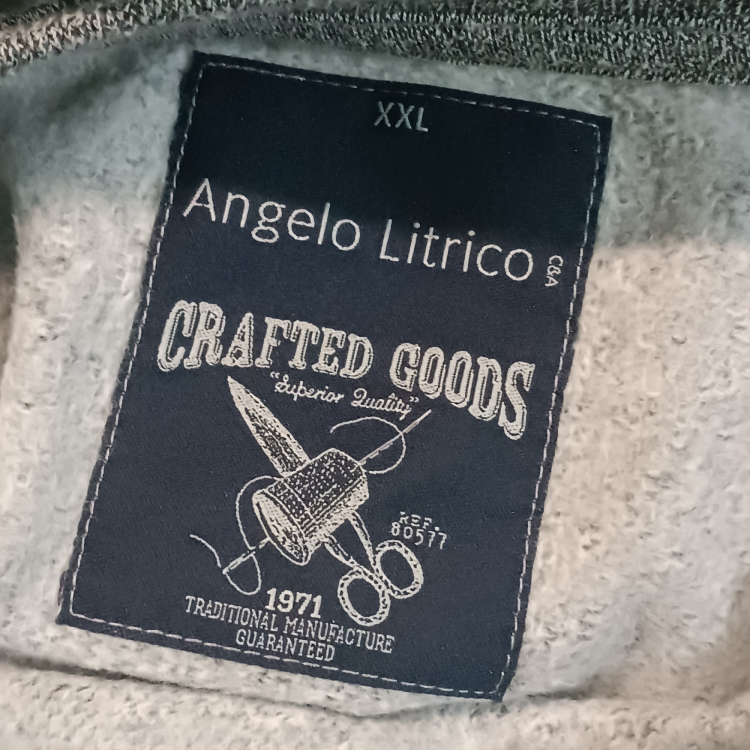 XXL
Angelo Litrico
C&A
CRAFTED GOODS
"Superior Quality"
REF.
80577
1971
TRADITIONAL MANUFACTURE
GUARANTEED